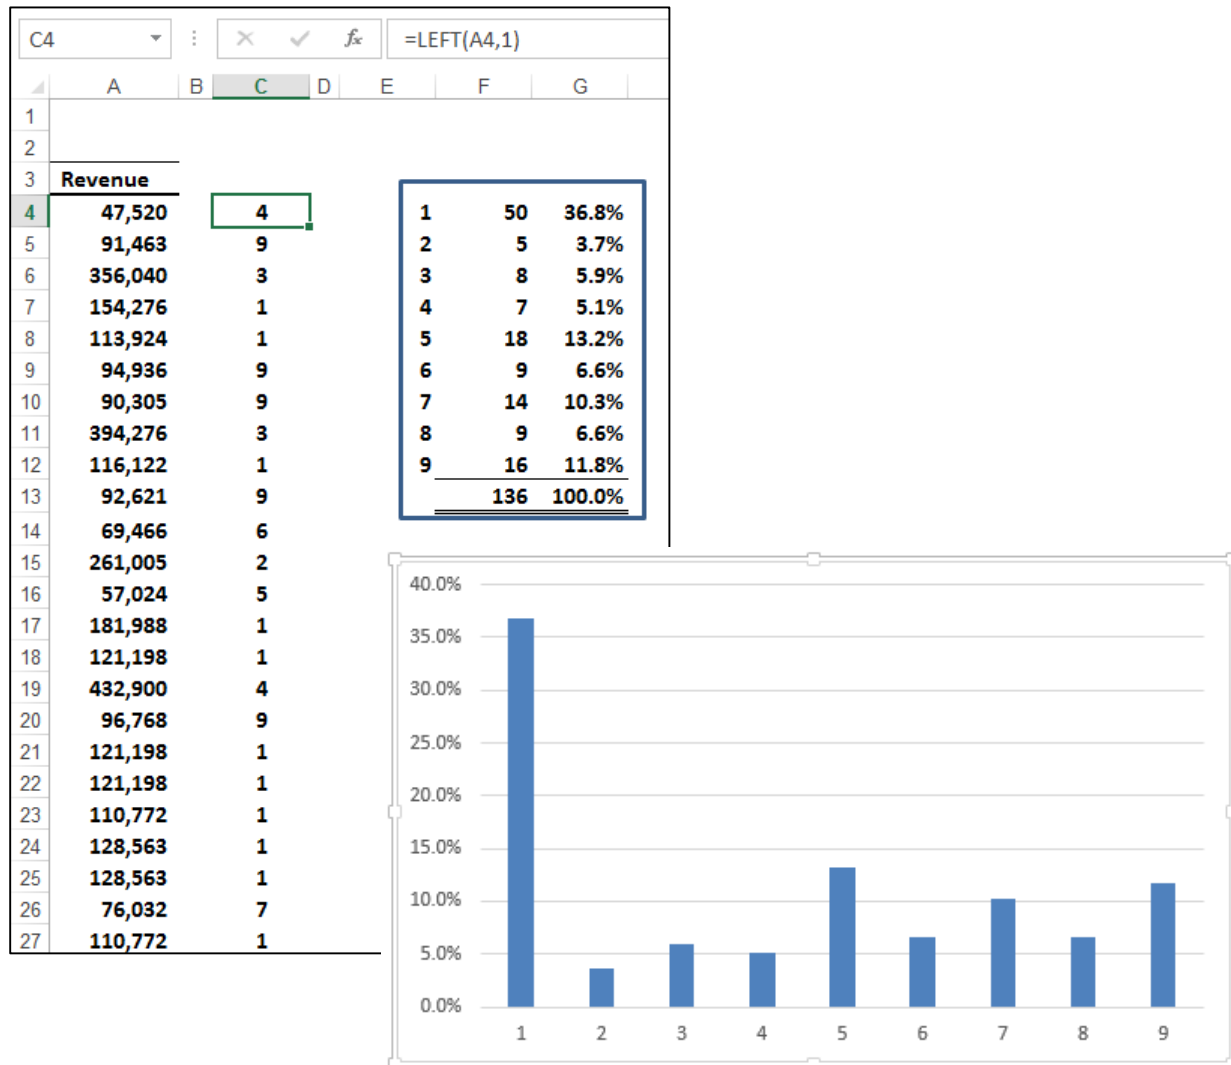 C4 fx =LEFT(A4,1)
A B C D E F G
1
2
3 Revenue
4 47,520 4 1 50 36.8%
5 91,463 9 2 5 3.7%
6 356,040 3 3 8 5.9%
7 154,276 1 4 7 5.1%
8 113,924 1 5 18 13.2%
9 94,936 9 6 9 6.6%
10 90,305 9 7 14 10.3%
11 394,276 3 8 9 6.6%
12 116,122 1 9 16 11.8%
13 92,621 9 136 100.0%
14 69,466 6
15 261,005 2
16 57,024 5
17 181,988 1
18 121,198 1
19 432,900 4
20 96,768 9
21 121,198 1
22 121,198 1
23 110,772 1
24 128,563 1
25 128,563 1
26 76,032 7
27 110,772 1
40.0%
35.0%
30.0%
25.0%
20.0%
15.0%
10.0%
5.0%
0.0%
1 2 3 4 5 6 7 8 9